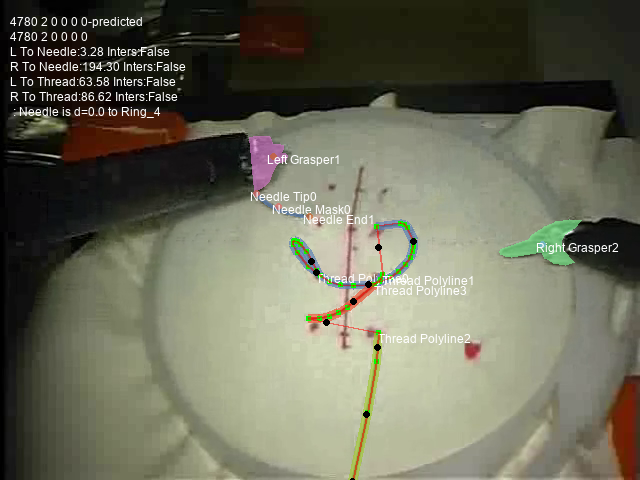 4780 2 0 0 0 0-predicted
4780 2 0 0 0 0
L To Needle:3.28 Inters:False
R To Needle:194.30 Inters:False
L To Thread:63.58 Inters:False
R To Thread:86.62 Inters:False
: Needle is d=0.0 to Ring_4
Left Grasper1
Needle Tip0
Needle Mask0
Needle End1
Right Grasper2
Thread Polyline1
Thread Polyline3
Thread Polyline2